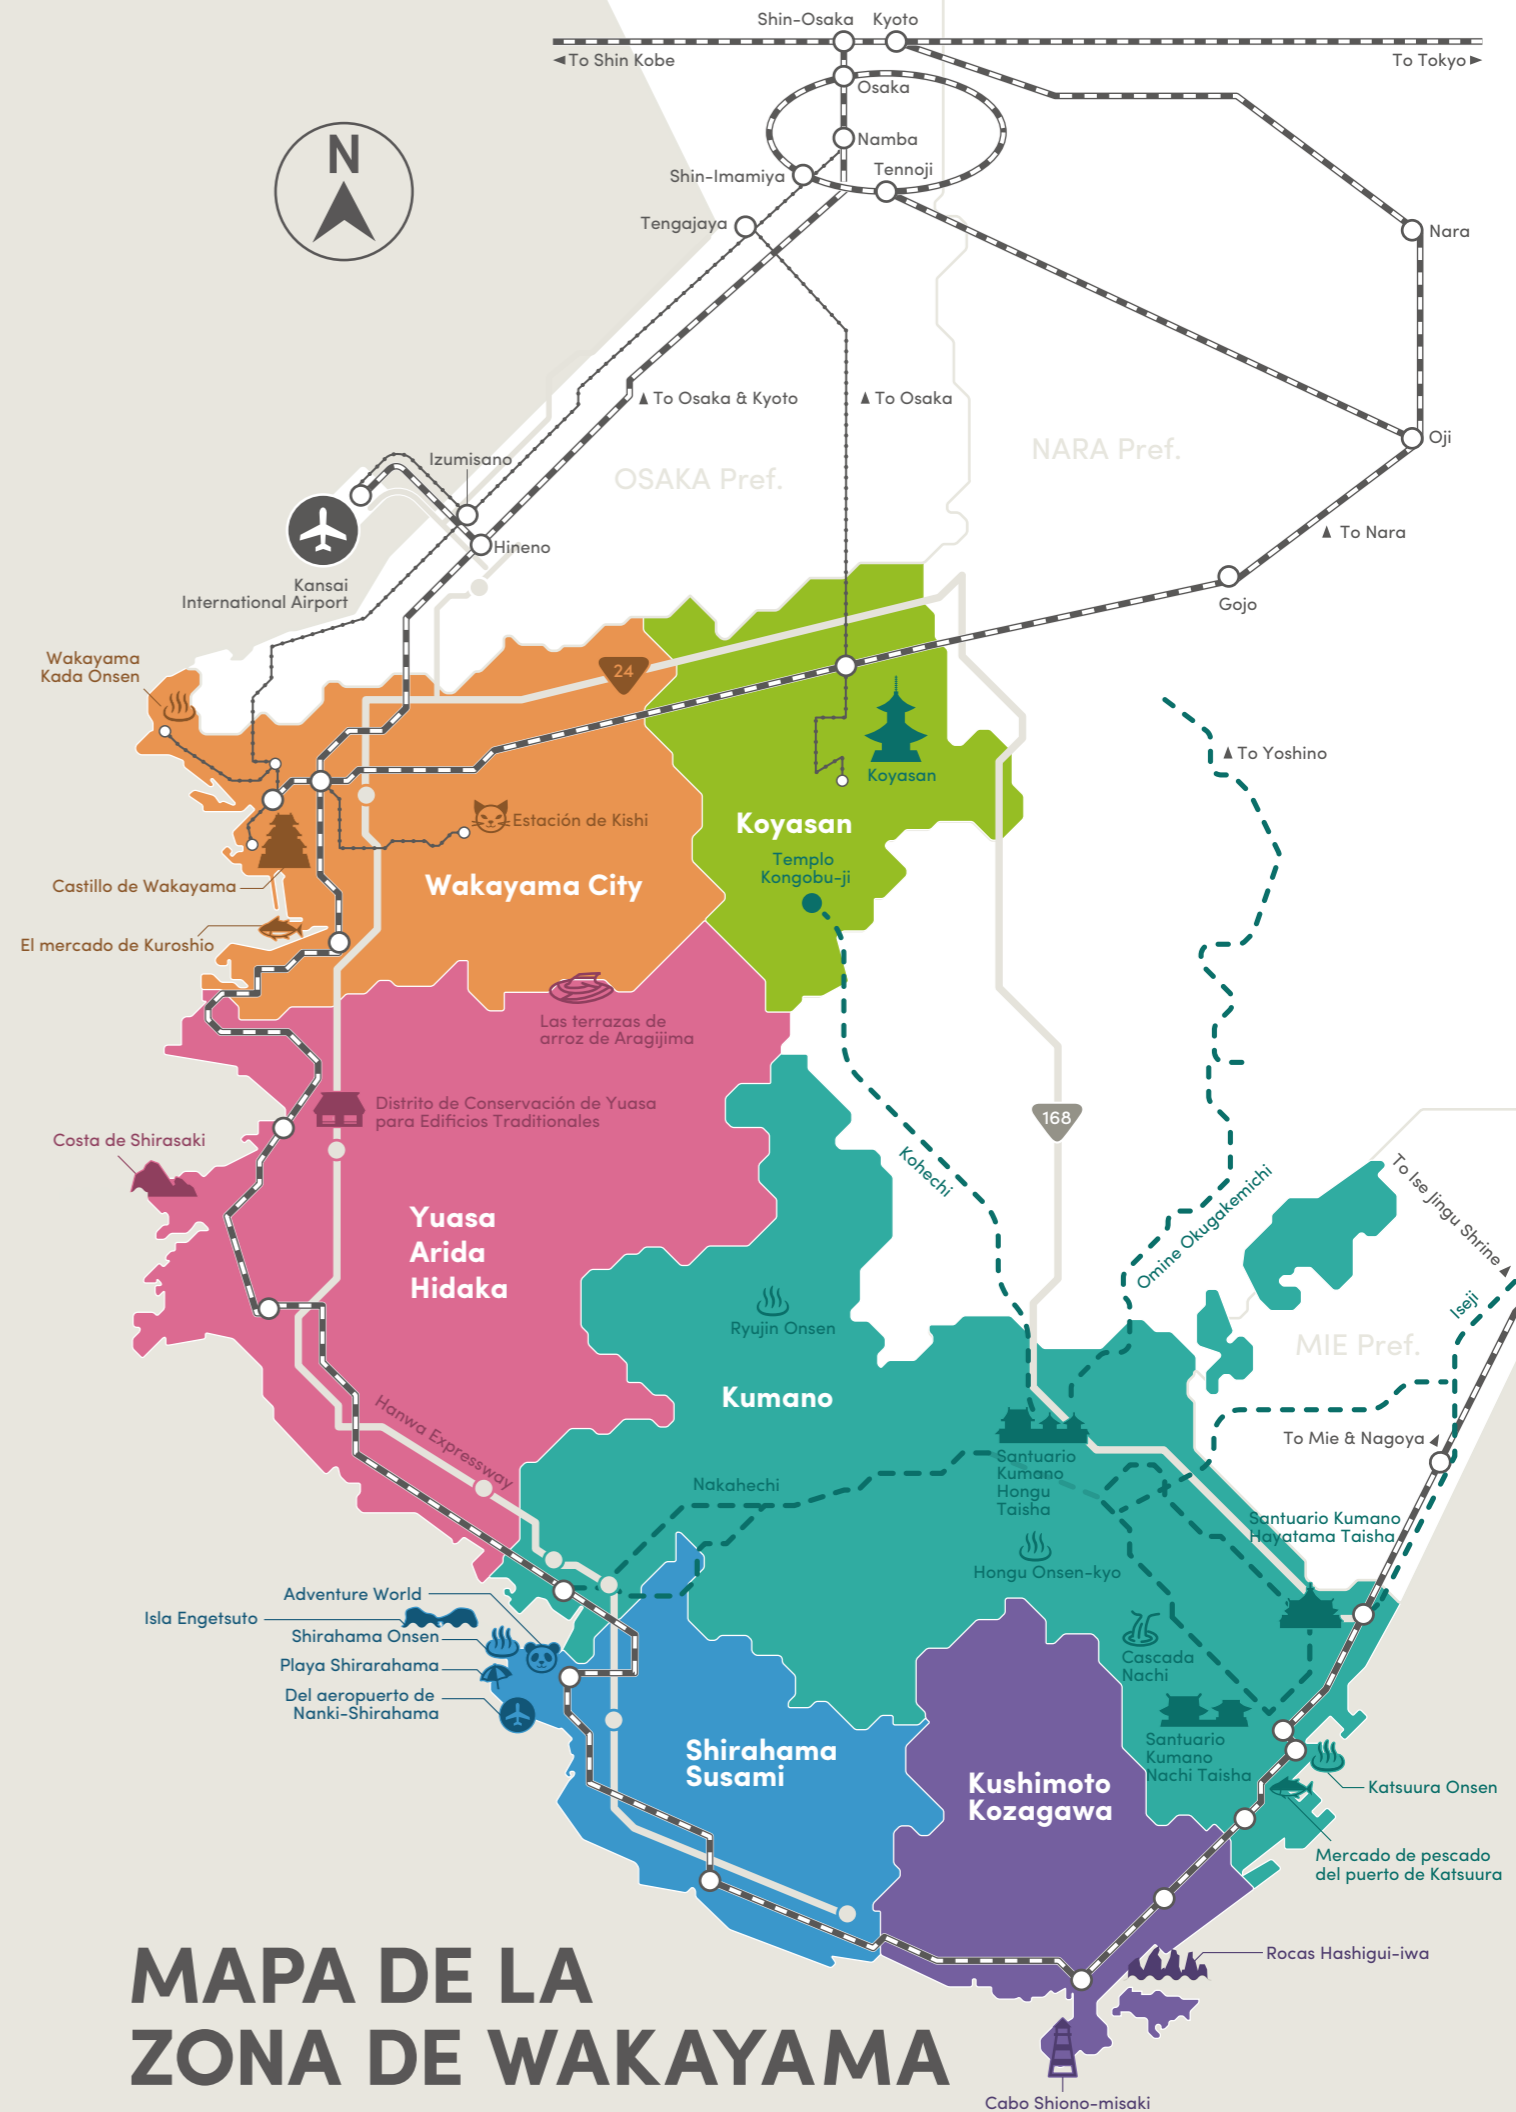 Shin-Osaka
Kyoto
To Shin Kobe
To Tokyo
Osaka
Namba
Shin-Imamiya
Tennoji
Tengajaya
Nara
N
To Osaka & Kyoto
To Osaka
NARA Pref.
OSAKA Pref.
Oji
Izumisano
Hineno
To Nara
Kansai
International Airport
Gojo
Wakayama
Kada Onsen
24
To Yoshino
Koyasan
Estación de Kishi
Koyasan
Templo
Kongobu-ji
Castillo de Wakayama
Wakayama City
El mercado de Kuroshio
Las terrazas de
arroz de Aragijima
Distrito de Conservación de Yuasa
para Edificios Traditionales
168
Costa de Shirasaki
Kohechi
Omine Okugakemichi
To Ise Jingu Shrine
Yuasa
Arida
Hidaka
Iseji
Ryujin Onsen
MIE Pref.
Kumano
Hanwa Expressway
To Mie & Nagoya
Santuario
Kumano
Hongu
Taisha
Nakahechi
Santuario Kumano
Hayatama Taisha
Hongu Onsen-kyo
Adventure World
Isla Engetsuto
Shirahama Onsen
Playa Shirarahama
Del aeropuerto de
Nanki-Shirahama
Cascada
Nachi
Santuario
Kumano
Nachi Taisha
Shirahama
Susami
Kushimoto
Kozagawa
Katsuura Onsen
Mercado de pescado
del puerto de Katsuura
Rocas Hashigui-iwa
MAPA DE LA
ZONA DE WAKAYAMA
Cabo Shiono-misaki